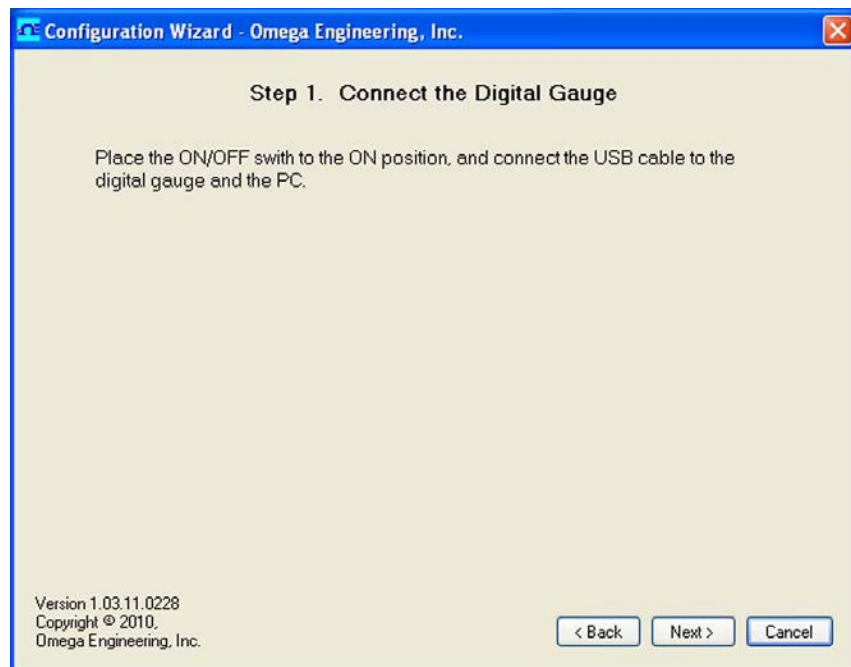 Configuration Wizard - Omega Engineering, Inc.
Step 1. Connect the Digital Gauge
Place the ON/OFF swith to the ON position, and connect the USB cable to the
digital gauge and the PC.
Version 1.03.11.0228
Copyright © 2010,
Omega Engineering, Inc.
< Back Next > Cancel